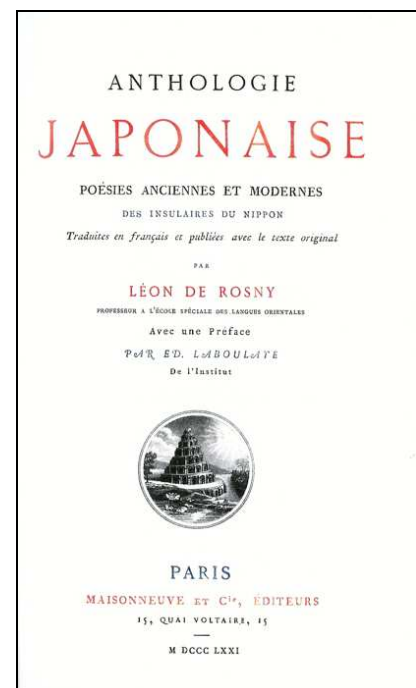 ANTHOLOGIE
JAPONAISE
POÉSIES ANCIENNES ET MODERNES
DES INSULAIRES DU NIPPON
Traduites en français et publiées avec le texte original
PAR
LÉON DE ROSNY
PROFESSEUR A L'ÉCOLE SPÉCIALE DES LANGUES ORIENTALES
Avec une Préface
PAR ED. LABOULAYE
De l'Institut
PARIS
MAISONNEUVE ET Cie, ÉDITEURS
15, QUAI VOLTAIRE, 15
M DCCC LXXI